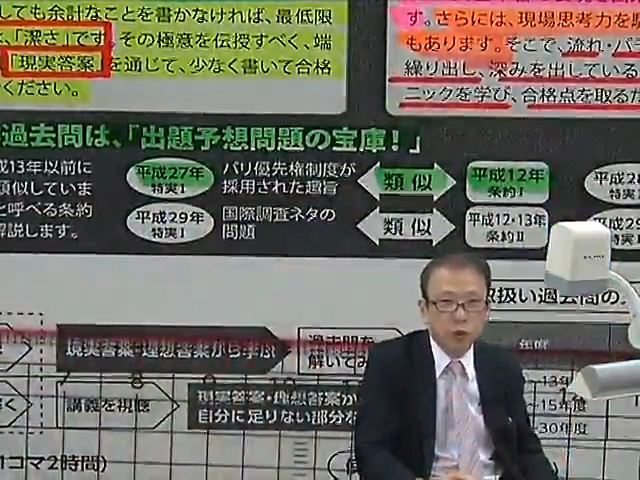 しても余計なことを書かなければ、最低限
「潔さ」です。その極意を伝授すべく、端
「現実答案」を通じて、少なく書いて合格
ください。
す。さらには、現場思考力を
もあります。そこで、流れ・パ
繰り出し、深みを出している
ニックを学び、合格点を取るた
過去問は、「出題予想問題の宝庫!」
成13年以前に
類似していま
と呼べる条約
解説します。
平成27年
特実Ⅰ
パリ優先権制度が
採用された趣旨
類似
平成12年
条約Ⅰ
平成29年
特実Ⅰ
国際調査ネタの
問題
類似
平成12・13年
条約Ⅱ
取扱い過去問の
現実答案・理想答案から学ぶ
過去問を
解いてみ
年度
講義を視聴
現実答案・理想答案か
自分に足りない部分を
~13年
~15年度
~30年度
1コマ2時間)